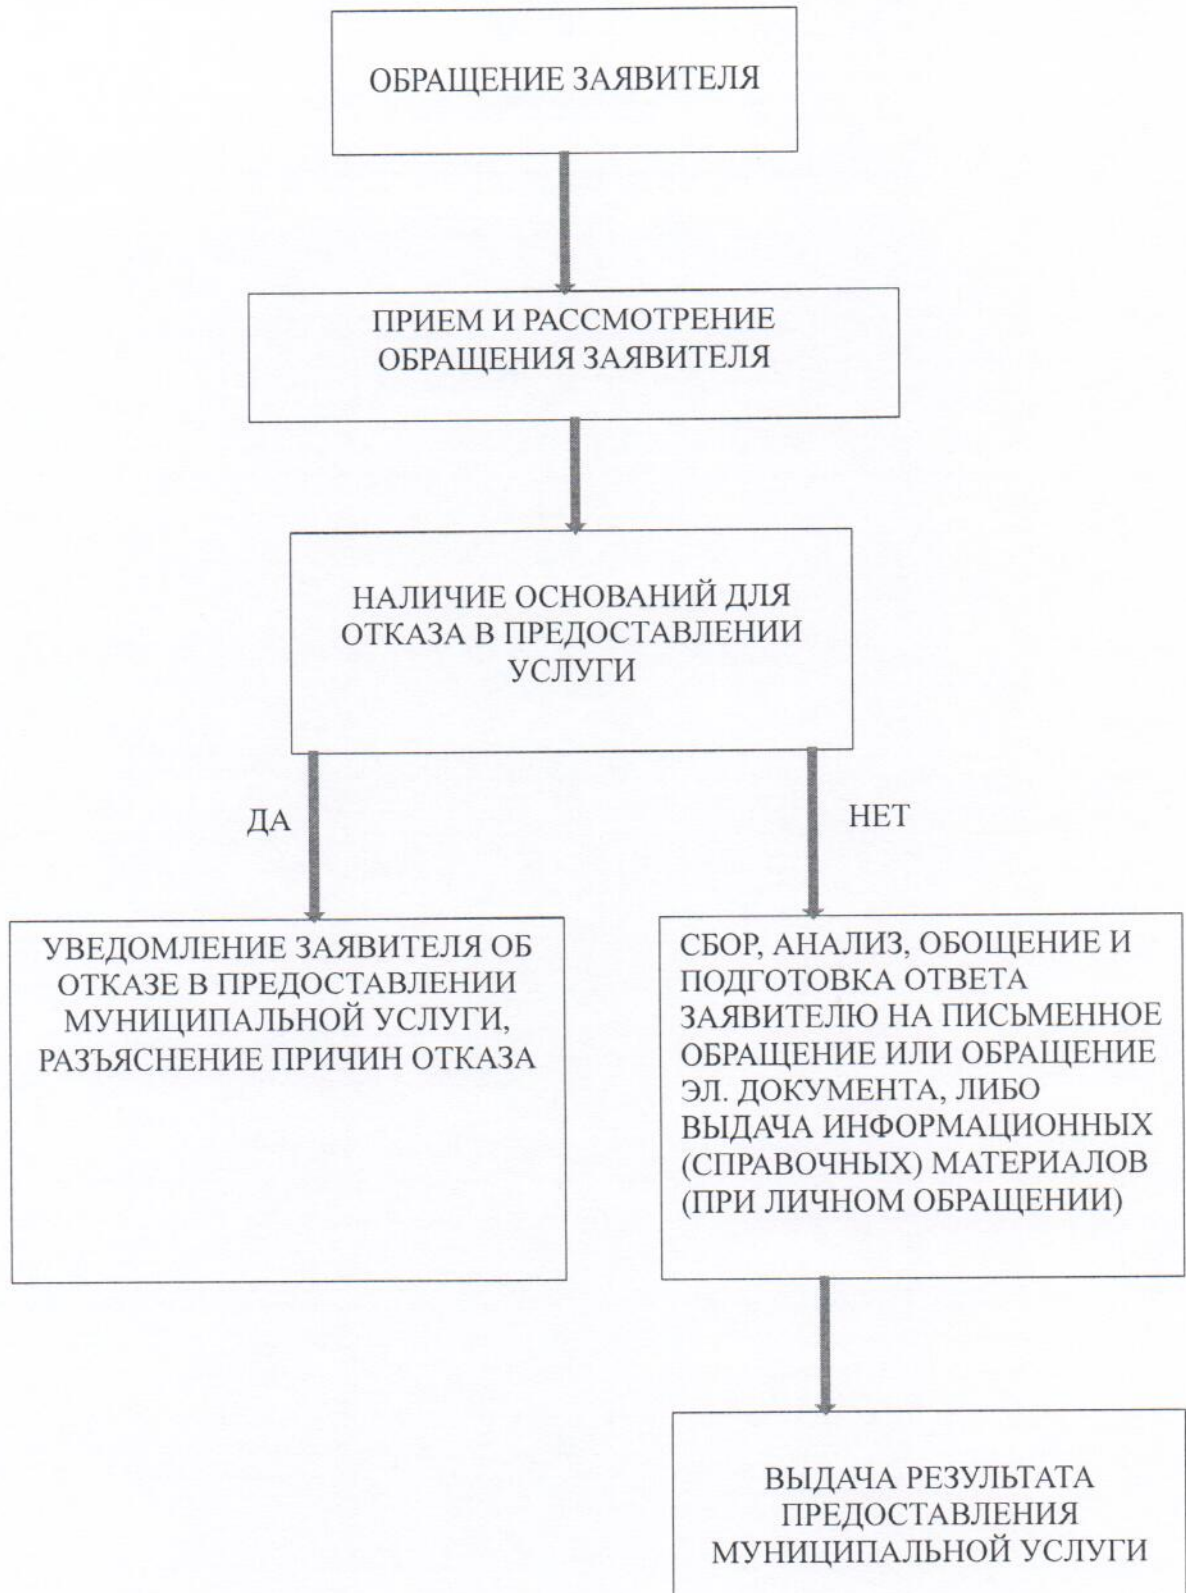 ОБРАЩЕНИЕ ЗАЯВИТЕЛЯ
ПРИЕМ И РАССМОТРЕНИЕ
ОБРАЩЕНИЯ ЗАЯВИТЕЛЯ
НАЛИЧИЕ ОСНОВАНИЙ ДЛЯ
ОТКАЗА В ПРЕДОСТАВЛЕНИИ
УСЛУГИ
ДА
НЕТ
УВЕДОМЛЕНИЕ ЗАЯВИТЕЛЯ ОБ
ОТКАЗЕ В ПРЕДОСТАВЛЕНИИ
МУНИЦИПАЛЬНОЙ УСЛУГИ,
РАЗЪЯСНЕНИЕ ПРИЧИН ОТКАЗА
СБОР, АНАЛИЗ, ОБОЩЕНИЕ И
ПОДГОТОВКА ОТВЕТА
ЗАЯВИТЕЛЮ НА ПИСЬМЕННОЕ
ОБРАЩЕНИЕ ИЛИ ОБРАЩЕНИЕ
ЭЛ. ДОКУМЕНТА, ЛИБО
ВЫДАЧА ИНФОРМАЦИОННЫХ
(СПРАВОЧНЫХ) МАТЕРИАЛОВ
(ПРИ ЛИЧНОМ ОБРАЩЕНИИ)
ВЫДАЧА РЕЗУЛЬТАТА
ПРЕДОСТАВЛЕНИЯ
МУНИЦИПАЛЬНОЙ УСЛУГИ